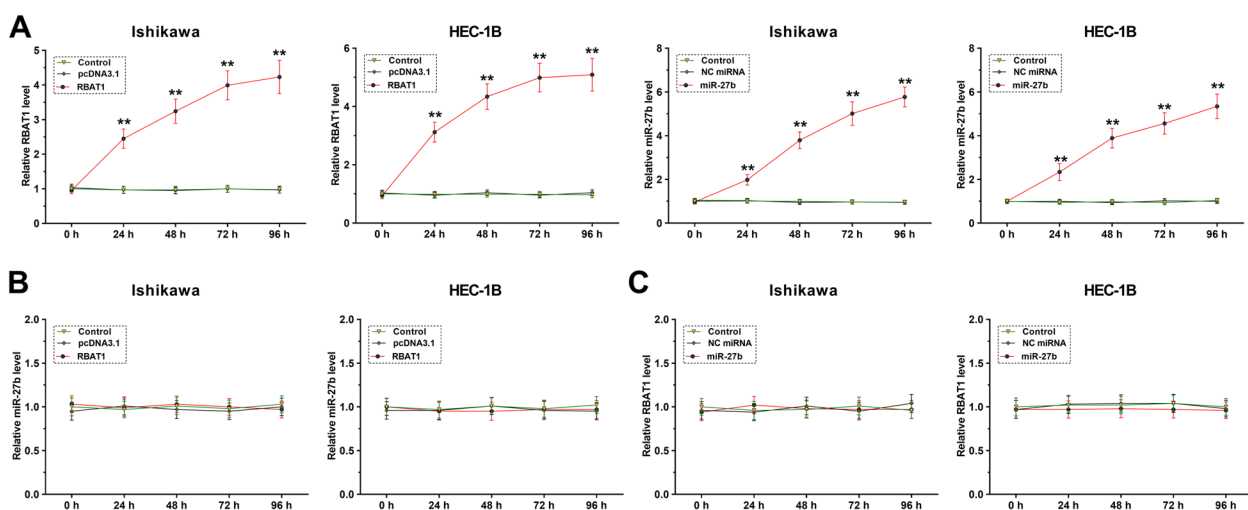 A
Ishikawa
Relative RBAT1 level
5
4
3
2
1
0
Control
pcDNA3.1
RBAT1
** ** ** **
0 h 24 h 48 h 72 h 96 h
HEC-1B
Relative RBAT1 level
6
4
2
0
Control
pcDNA3.1
RBAT1
** ** ** **
0 h 24 h 48 h 72 h 96 h
Ishikawa
Relative miR-27b level
8
6
4
2
0
Control
NC miRNA
miR-27b
** ** ** **
0 h 24 h 48 h 72 h 96 h
HEC-1B
Relative miR-27b level
8
6
4
2
0
Control
NC miRNA
miR-27b
** ** ** **
0 h 24 h 48 h 72 h 96 h
B
Ishikawa
Relative miR-27b level
2.0
1.5
1.0
0.5
0.0
Control
pcDNA3.1
RBAT1
0 h 24 h 48 h 72 h 96 h
HEC-1B
Relative miR-27b level
2.0
1.5
1.0
0.5
0.0
Control
pcDNA3.1
RBAT1
0 h 24 h 48 h 72 h 96 h
C
Ishikawa
Relative RBAT1 level
2.0
1.5
1.0
0.5
0.0
Control
NC miRNA
miR-27b
0 h 24 h 48 h 72 h 96 h
HEC-1B
Relative RBAT1 level
2.0
1.5
1.0
0.5
0.0
Control
NC miRNA
miR-27b
0 h 24 h 48 h 72 h 96 h